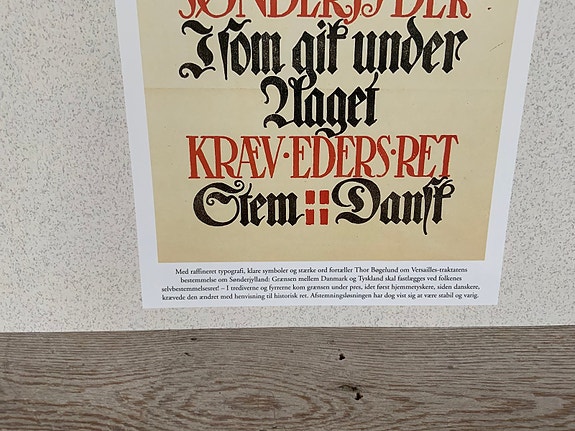 SØNDERJYDER
I som gik under
Aaget
KRÆV·EDERS·RET
Stem Dansk
Med raffineret typografi, klare symboler og stærke ord fortæller Thor Bøgelund om Versailles-traktatens
bestemmelse om Sønderjylland: Grænsen mellem Danmark og Tyskland skal fastlægges ved folkenes
selvbestemmelsesret! – I trediverne og fyrrerne kom grænsen under pres, idet først hjemmetyskere, siden danskere,
krævede den ændret med henvisning til historisk ret. Afstemningsløsningen har dog vist sig at være stabil og varig.